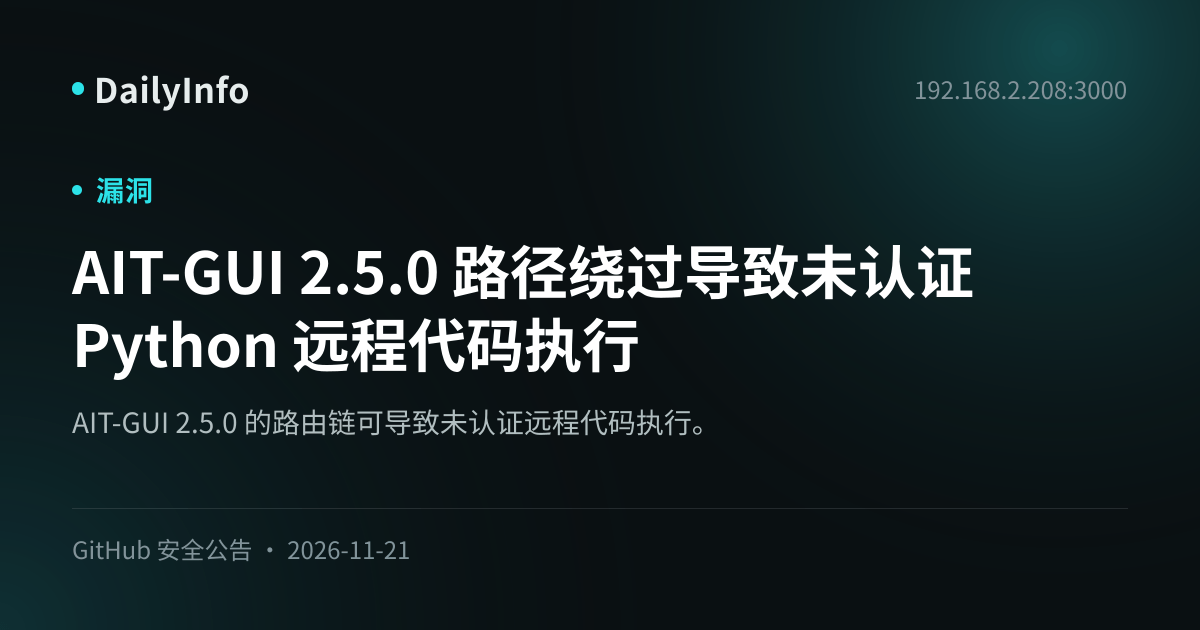 DailyInfo
192.168.2.208:3000
漏洞
AIT-GUI 2.5.0 路径绕过导致未认证
Python 远程代码执行
AIT-GUI 2.5.0 的路由链可导致未认证远程代码执行。
GitHub 安全公告 · 2026-11-21